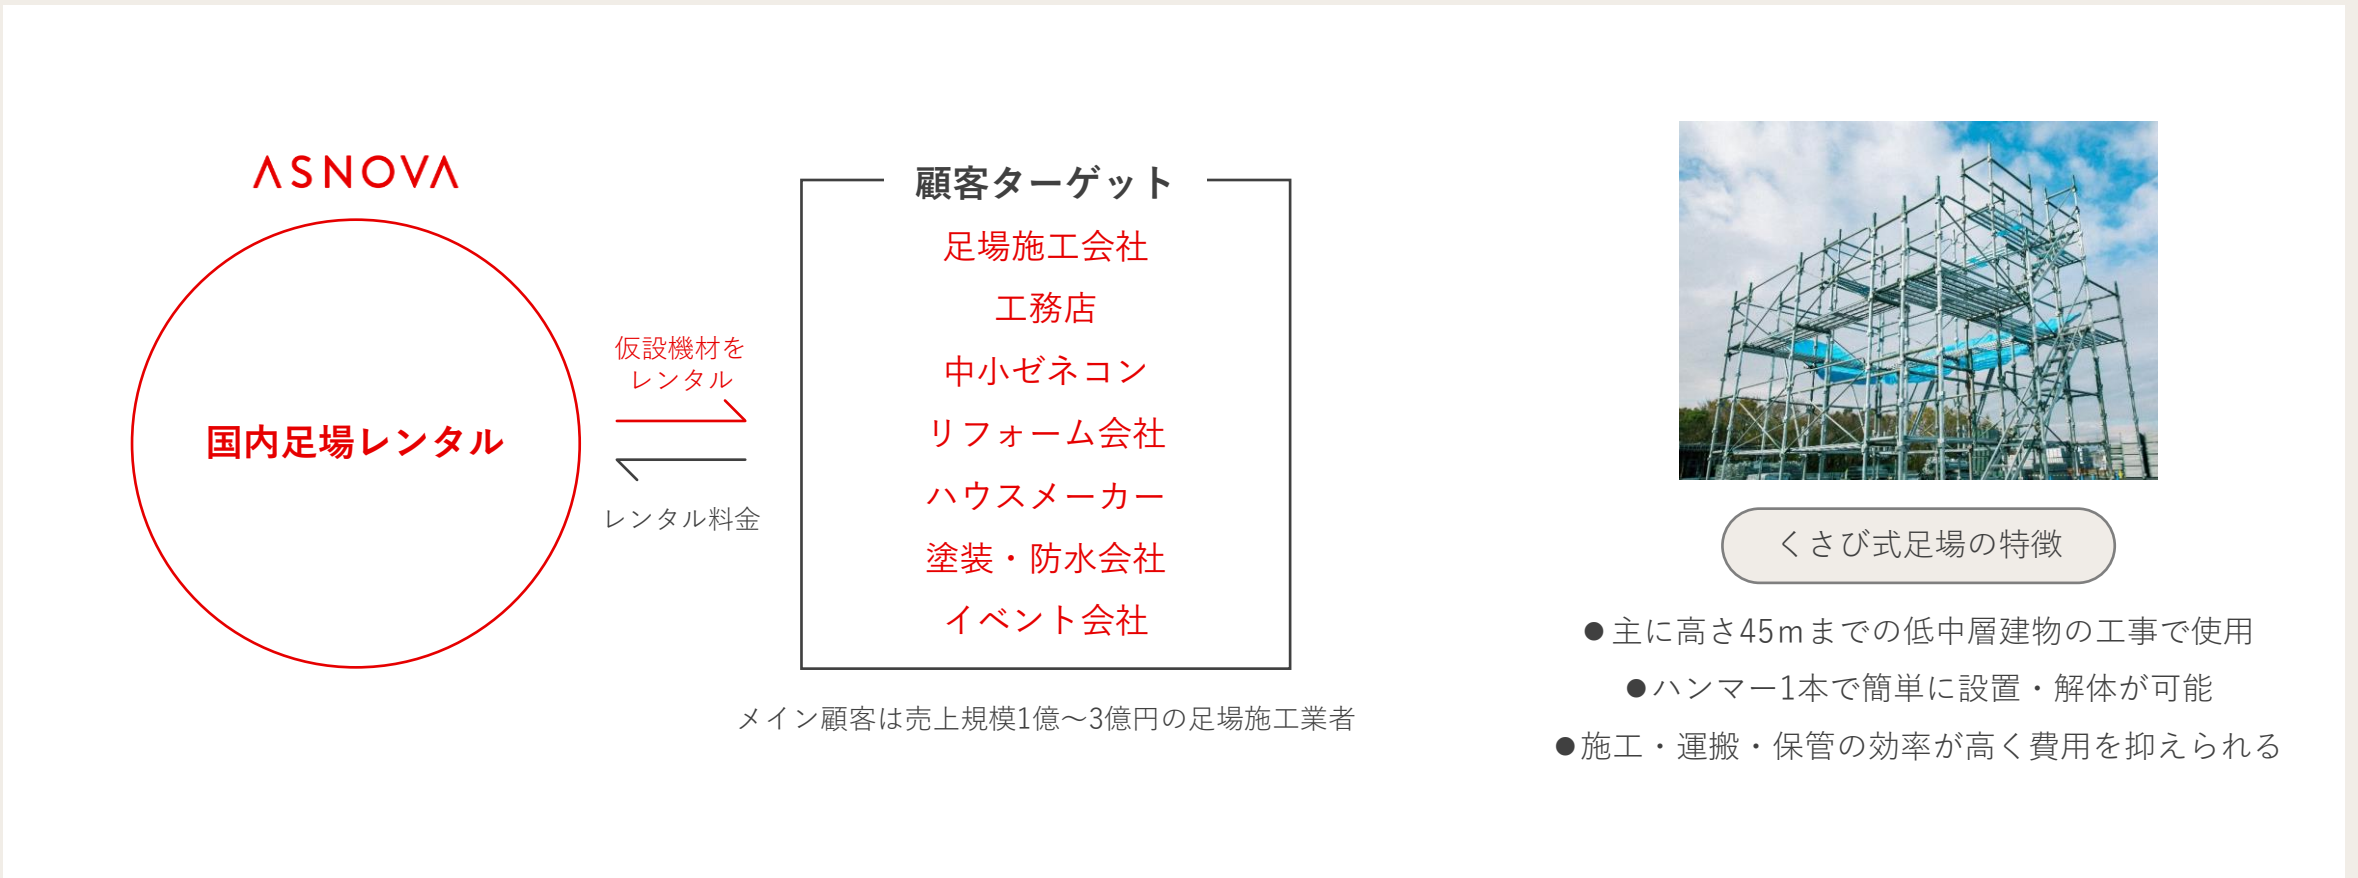 ASNOVA
国内足場レンタル
仮設機材を
レンタル
レンタル料金
顧客ターゲット
足場施工会社
工務店
中小ゼネコン
リフォーム会社
ハウスメーカー
塗装・防水会社
イベント会社
メイン顧客は売上規模1億～3億円の足場施工業者
くさび式足場の特徴
●主に高さ45mまでの低中層建物の工事で使用
●ハンマー1本で簡単に設置・解体が可能
●施工・運搬・保管の効率が高く費用を抑えられる